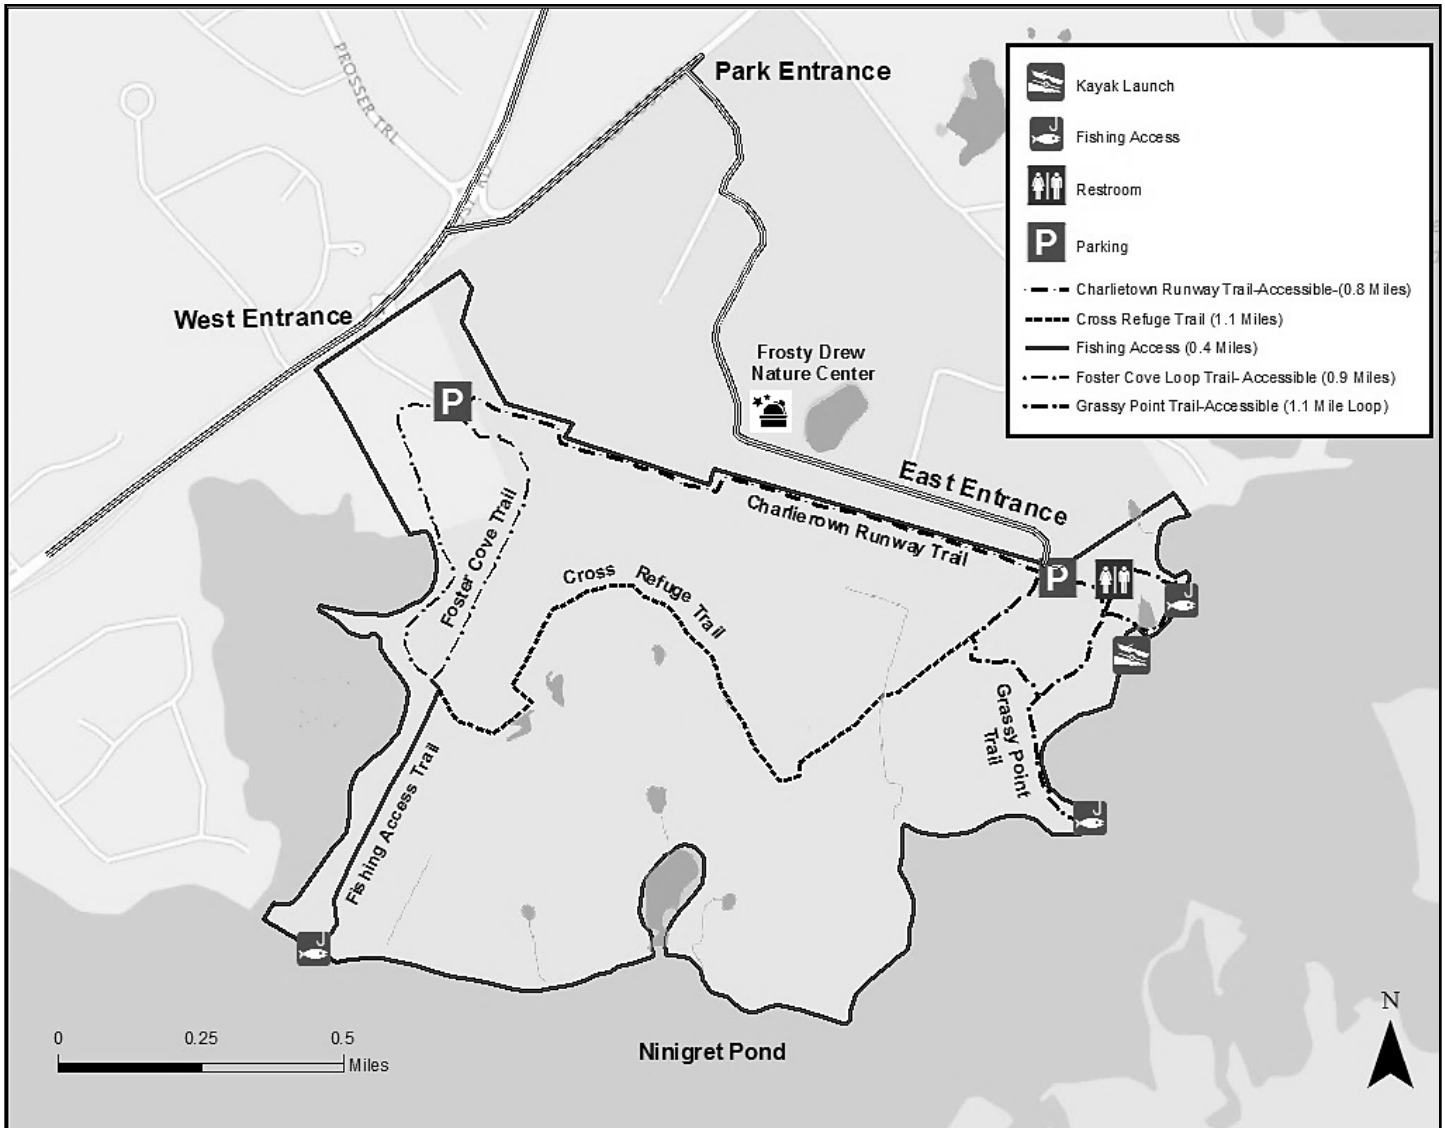 PROSSER TRL
Park Entrance
West Entrance
Frosty Drew
Nature Center
East Entrance
Charlierown Runway Trail
Foster Cove Trail
Cross Refuge Trail
Grassy Point
Trail
Fishing Access Trail
Ninigret Pond
Kayak Launch
Fishing Access
Restroom
P Parking
Charlietown Runway Trail-Accessible-(0.8 Miles)
Cross Refuge Trail (1.1 Miles)
Fishing Access (0.4 Miles)
Foster Cove Loop Trail-Accessible (0.9 Miles)
Grassy Point Trail-Accessible (1.1 Mile Loop)
P
P
0 0.25 0.5
Miles
N